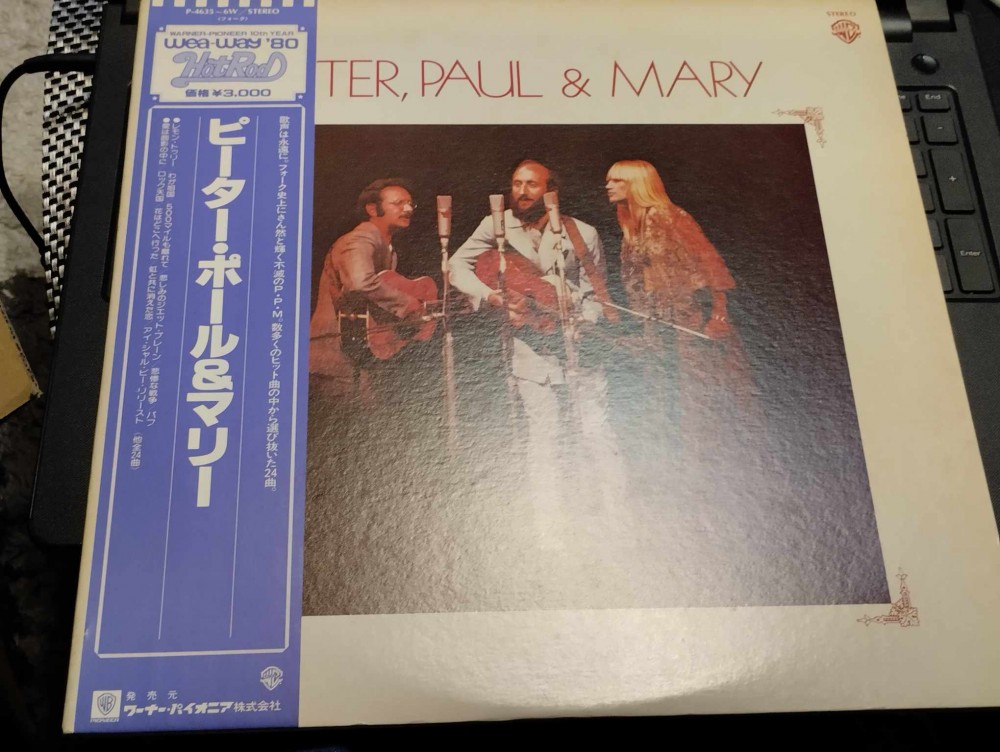 P-4635~6W/STEREO
(フォーク)
WARNER-PIONEER 10th YEAR
wea-way '80
Hot Rod
価格¥3,000
ピーター・ポール&マリー
歌声は永遠に。フォーク史上にさん然と輝く不滅のP・P・M。数多くのヒット曲の中から選び抜いた24曲。
●レモン・トゥリー わが祖国 500マイルも離れて 悲しみのジェット・プレーン 悲惨な戦争 パフ
●風は風の中に ロック天国 花はどこへ行った 虹と共に消えた恋 アイ・シャル・ビー・リリースト (他全24曲)
発売元
ワーナー・パイオニア株式会社
WB
PIONEER
TER, PAUL & MARY
STEREO
End
Enter